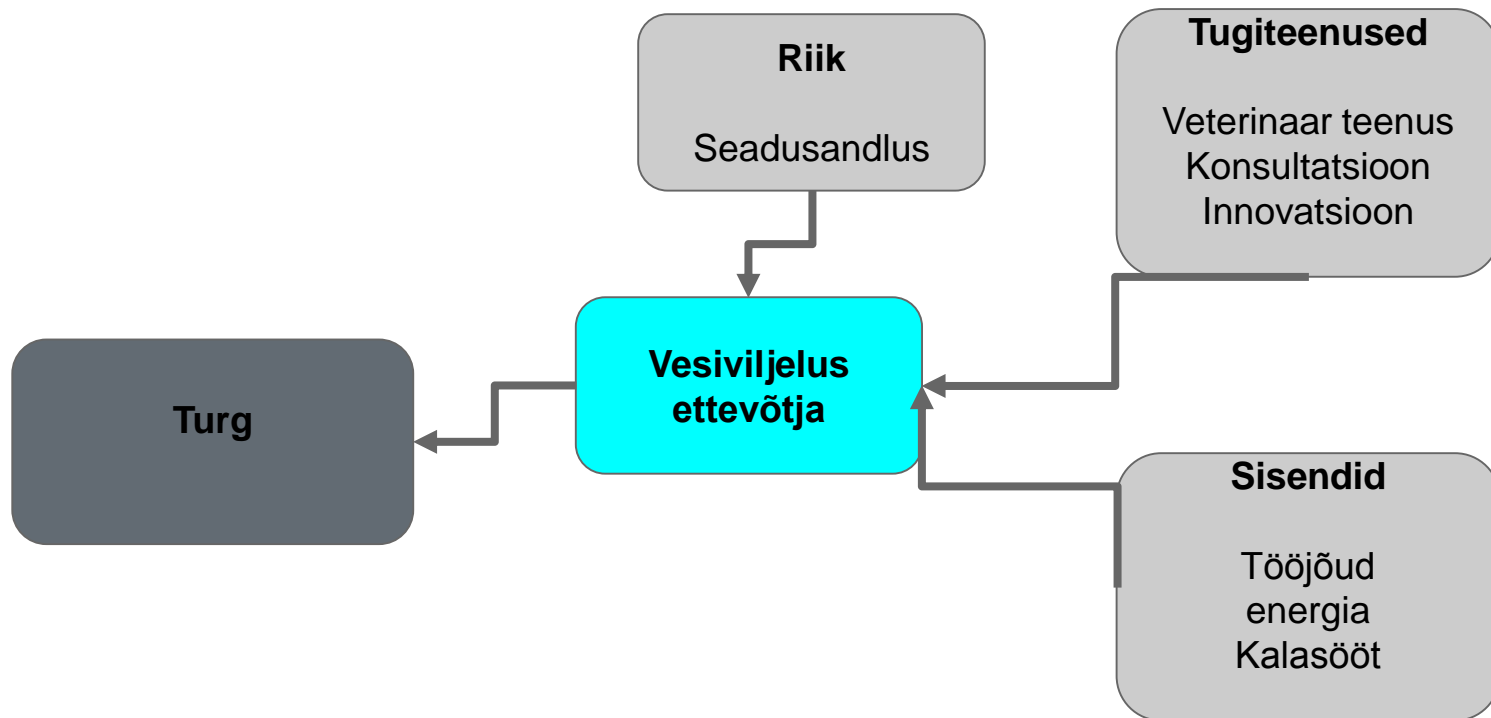 Riik
Seadusandlus
Tugiteenused
Veterinaar teenus
Konsultatsioon
Innovatsioon
Vesiviljelus
ettevõtja
Turg
Sisendid
Tööjõud
energia
Kalasööt